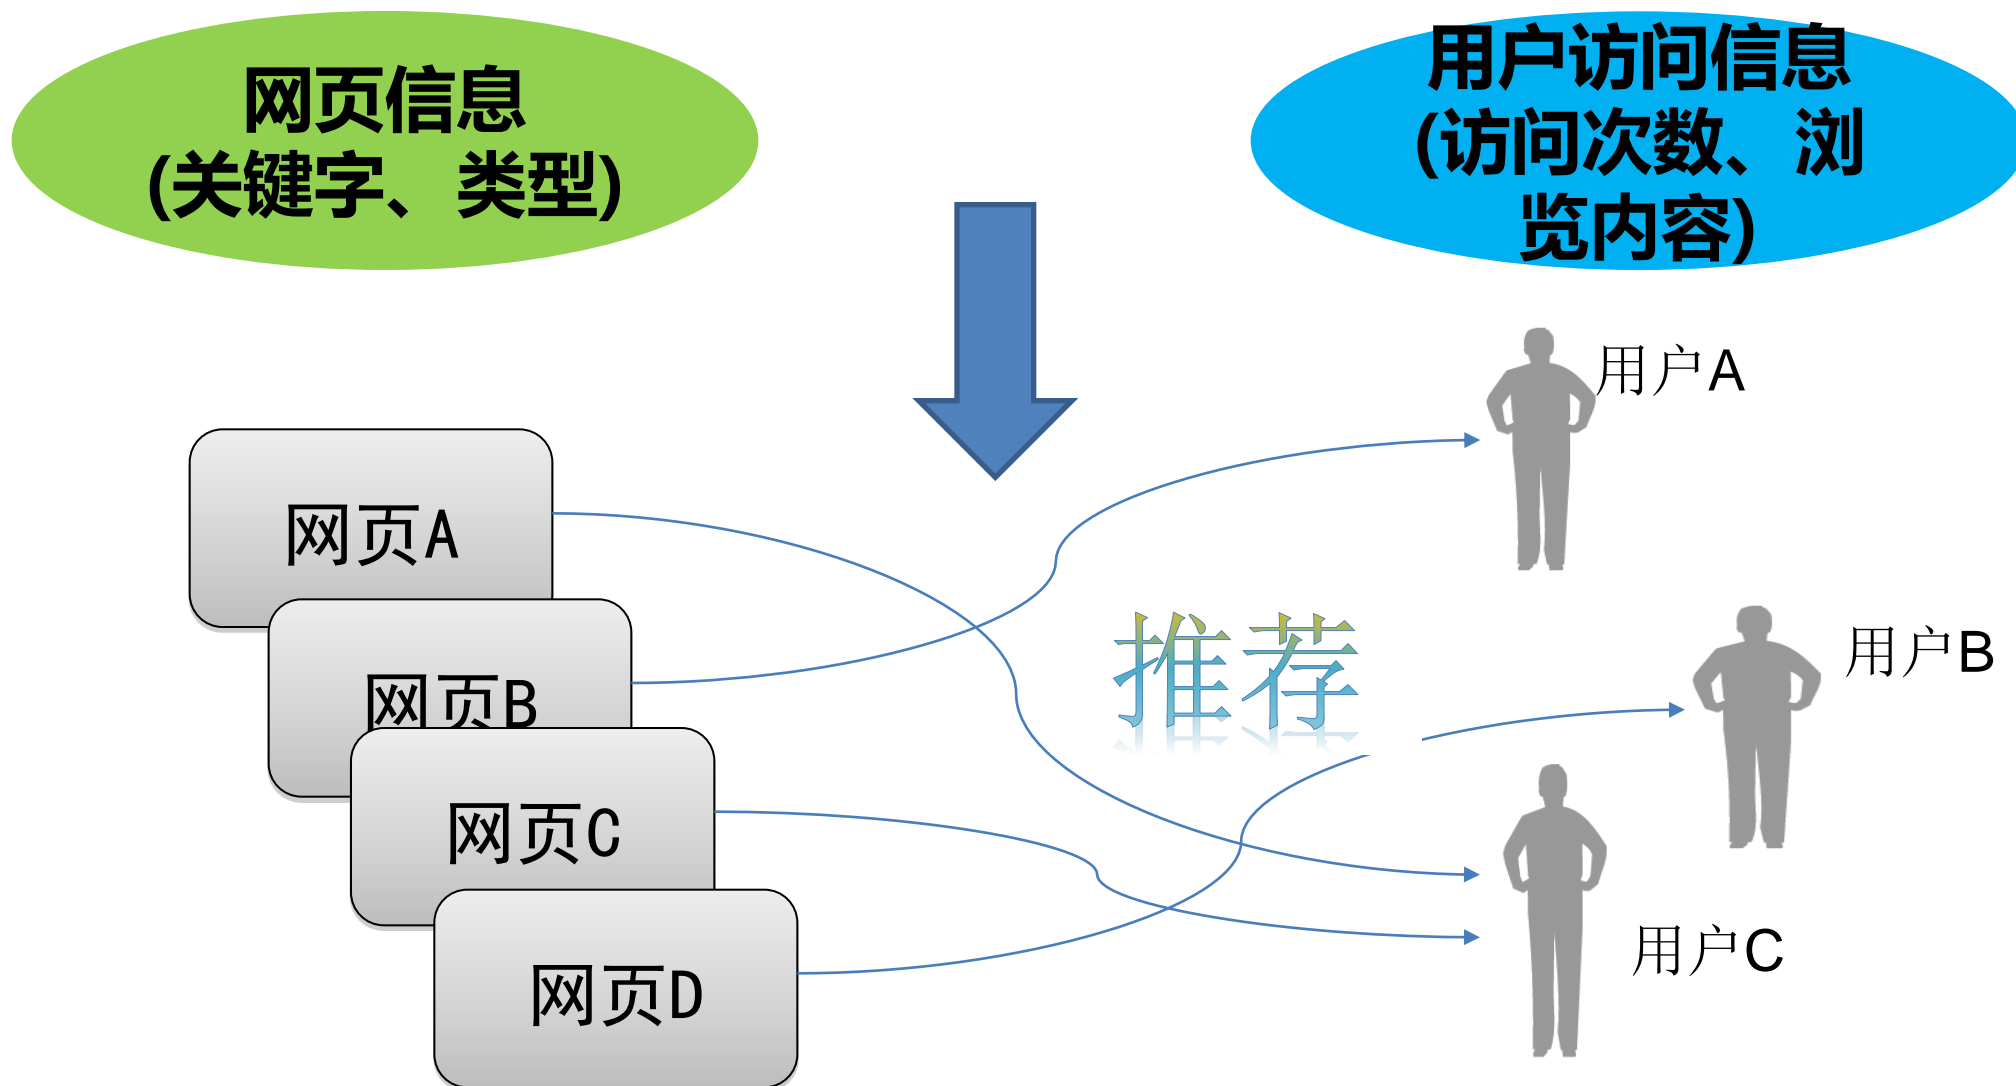 网页信息
(关键字、类型)
用户访问信息
(访问次数、浏
览内容)
用户A
网页A
推荐
用户B
网页B
网页C
用户C
网页D